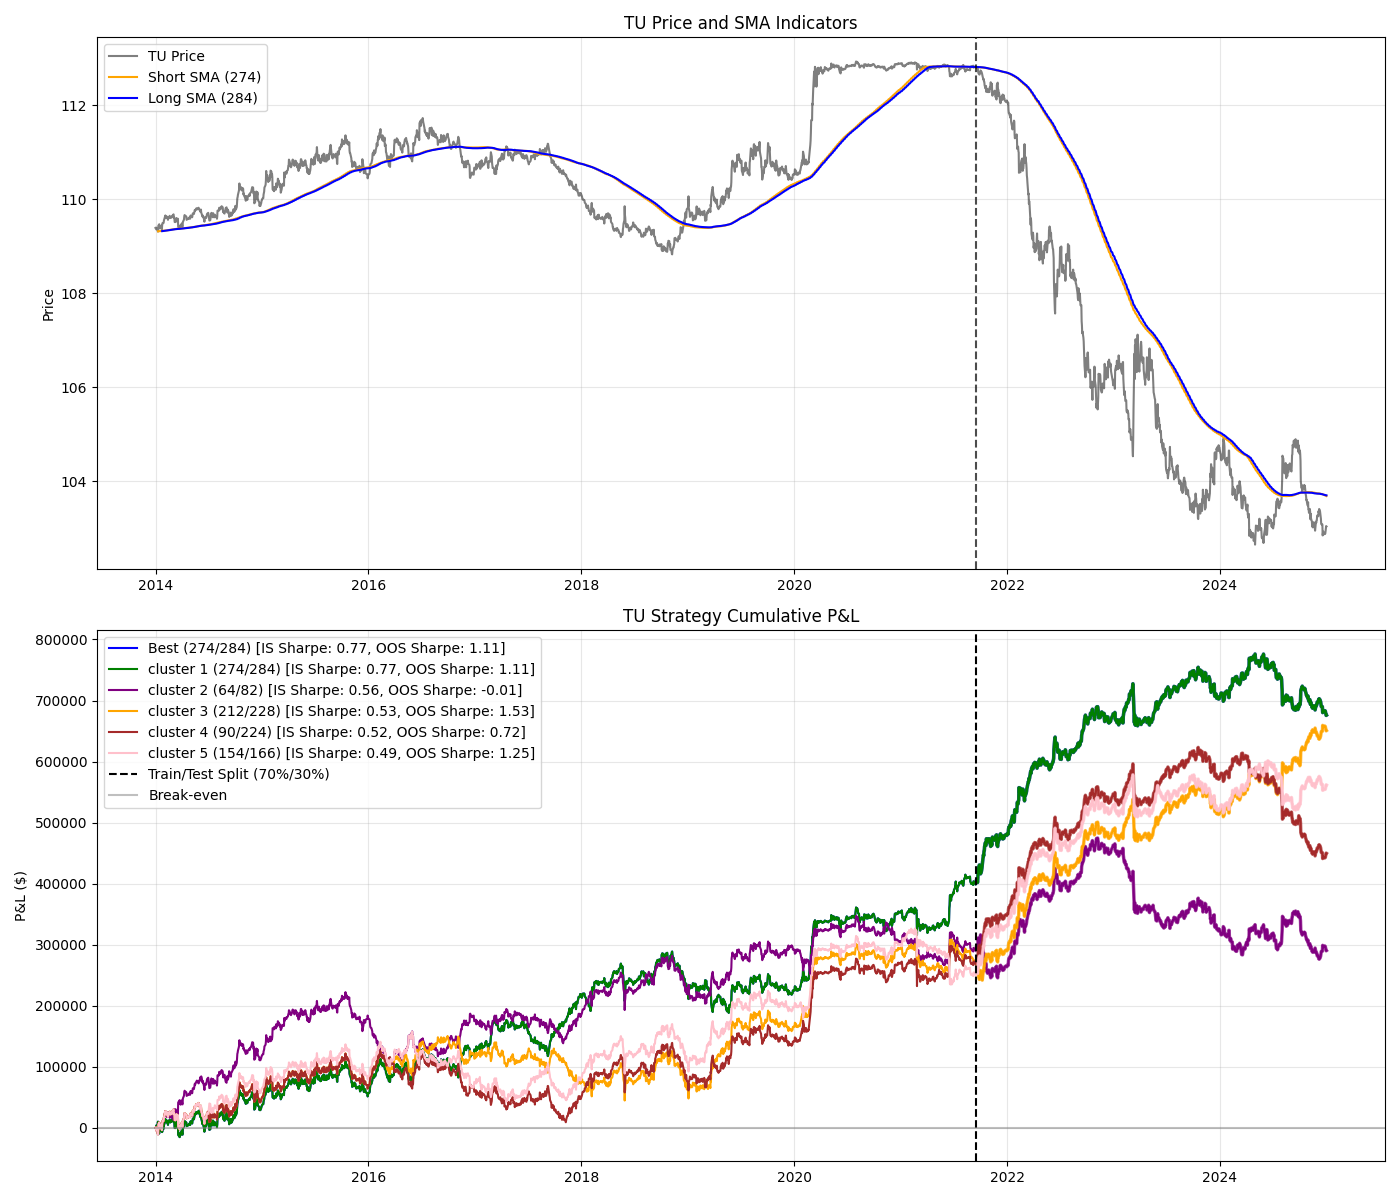 TU Price and SMA Indicators
TU Price
Short SMA (274)
Long SMA (284)
Price
112
110
108
106
104
2014 2016 2018 2020 2022 2024
TU Strategy Cumulative P&L
Best (274/284) [IS Sharpe: 0.77, OOS Sharpe: 1.11]
cluster 1 (274/284) [IS Sharpe: 0.77, OOS Sharpe: 1.11]
cluster 2 (64/82) [IS Sharpe: 0.56, OOS Sharpe: -0.01]
cluster 3 (212/228) [IS Sharpe: 0.53, OOS Sharpe: 1.53]
cluster 4 (90/224) [IS Sharpe: 0.52, OOS Sharpe: 0.72]
cluster 5 (154/166) [IS Sharpe: 0.49, OOS Sharpe: 1.25]
Train/Test Split (70%/30%)
Break-even
P&L ($)
800000
700000
600000
500000
400000
300000
200000
100000
0
2014 2016 2018 2020 2022 2024